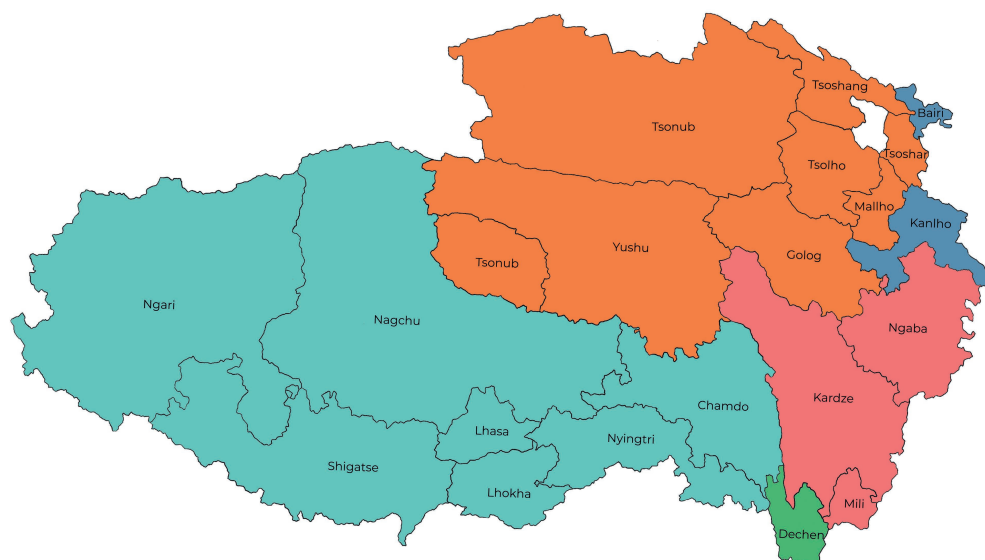 Tsoshang
Bairi
Tsonub
Tsoshar
Tsolho
Mallho
Kanlho
Yushu
Golog
Tsonub
Ngari
Nagchu
Ngaba
Kardze
Chamdo
Lhasa
Nyingtri
Shigatse
Lhokha
Mili
Dechen